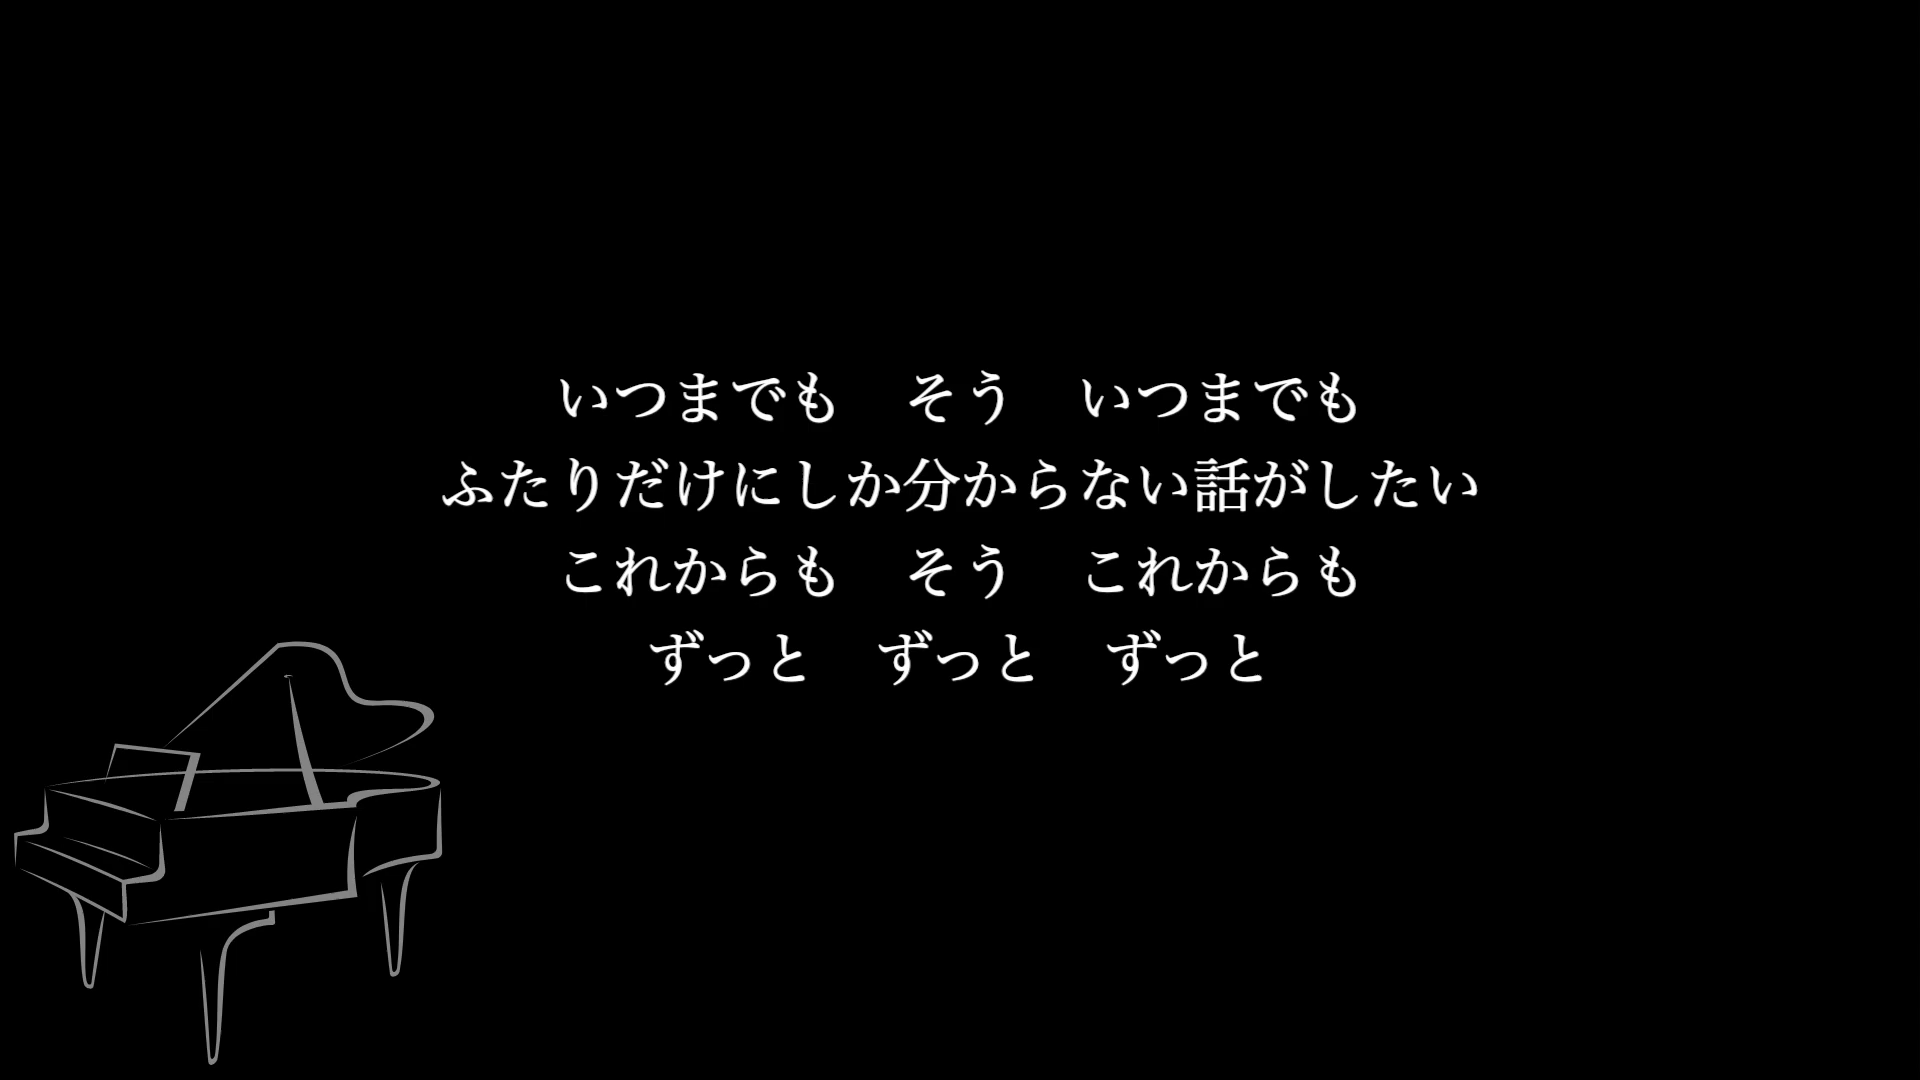 いつまでも　そう　いつまでも
ふたりだけにしか分からない話がしたい
これからも　そう　これからも
ずっと　ずっと　ずっと